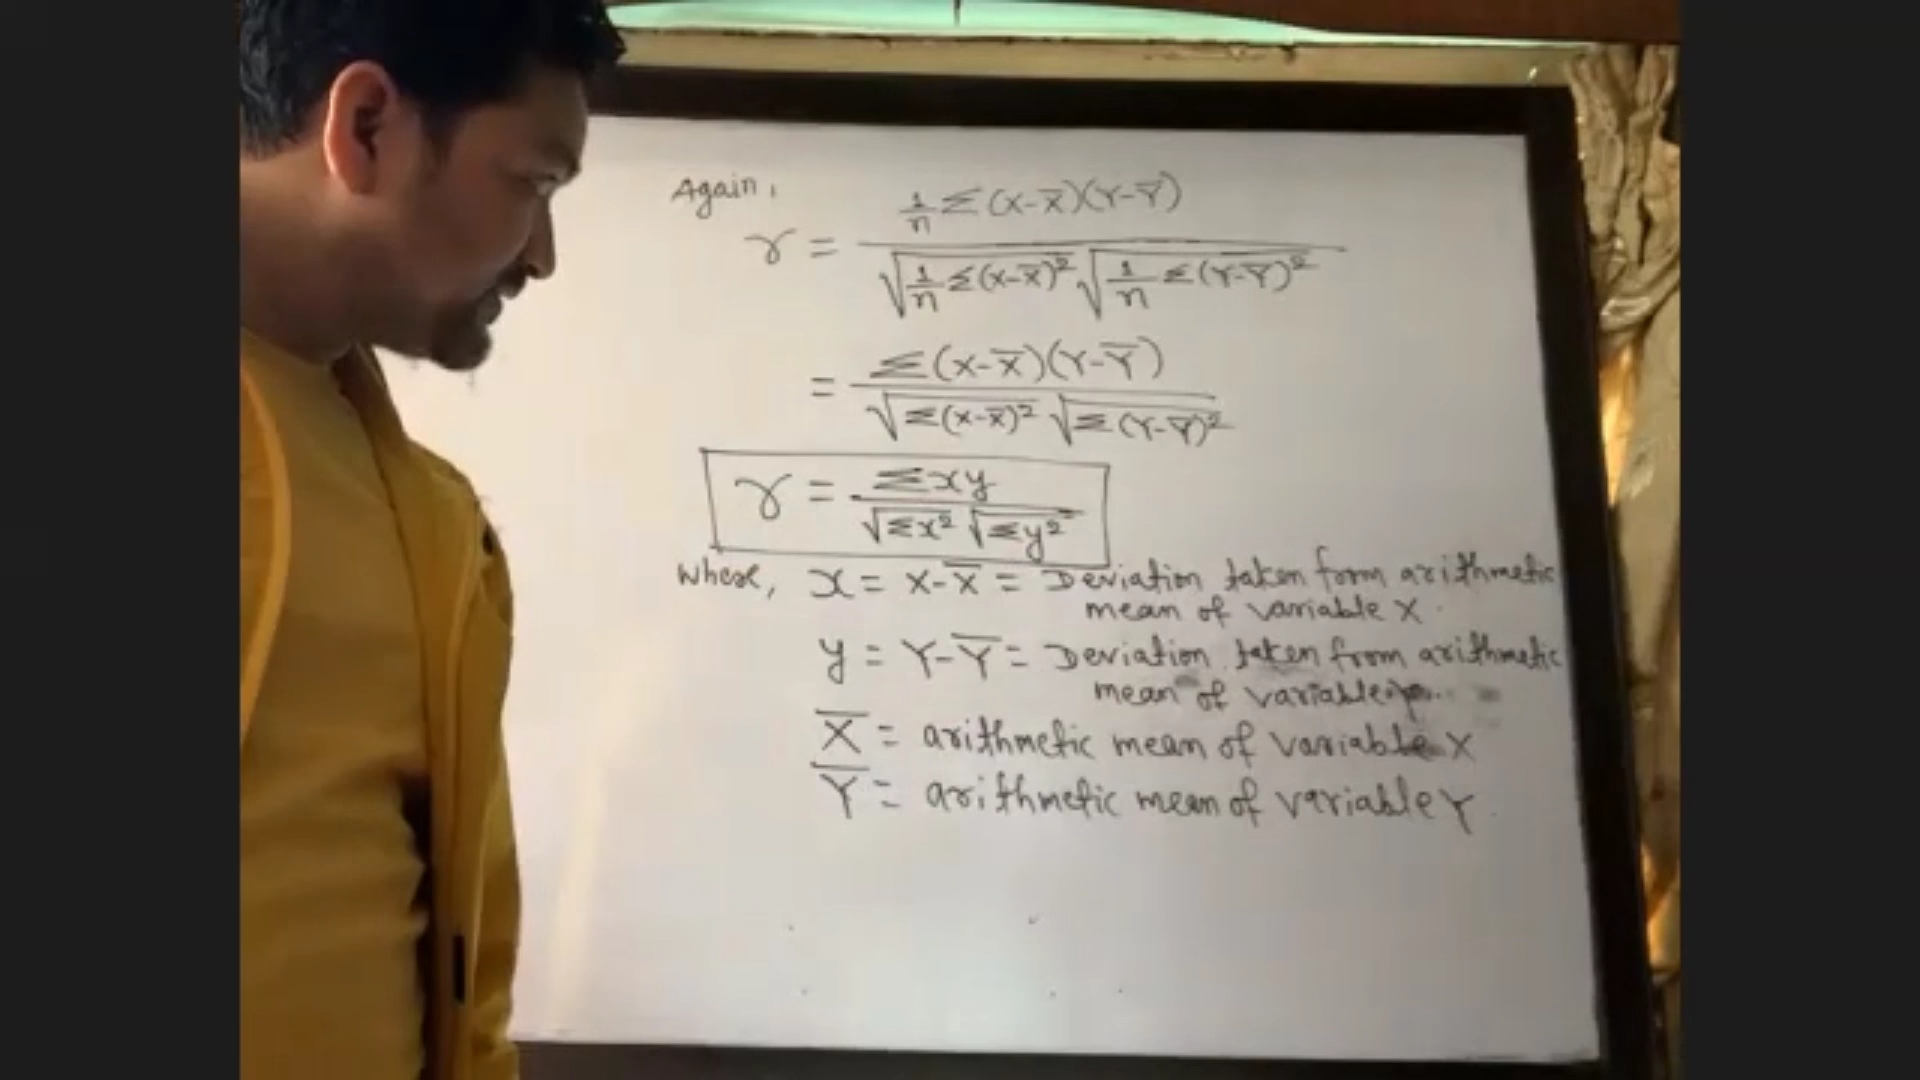 Again,
r = 1/n Σ(X-X̄)(Y-Ȳ) / √(1/n Σ(X-X̄)²) √(1/n Σ(Y-Ȳ)²)
= Σ(X-X̄)(Y-Ȳ) / √(Σ(X-X̄)²) √(Σ(Y-Ȳ)²)
r = Σxy / √(Σx²) √(Σy²)
Where, x = X-X̄ = Deviation taken form arithmetic
mean of variable X.
y = Y-Ȳ = Deviation taken from arithmetic
mean of variable
X̄ = arithmetic mean of variable X
Ȳ = arithmetic mean of variable Y.